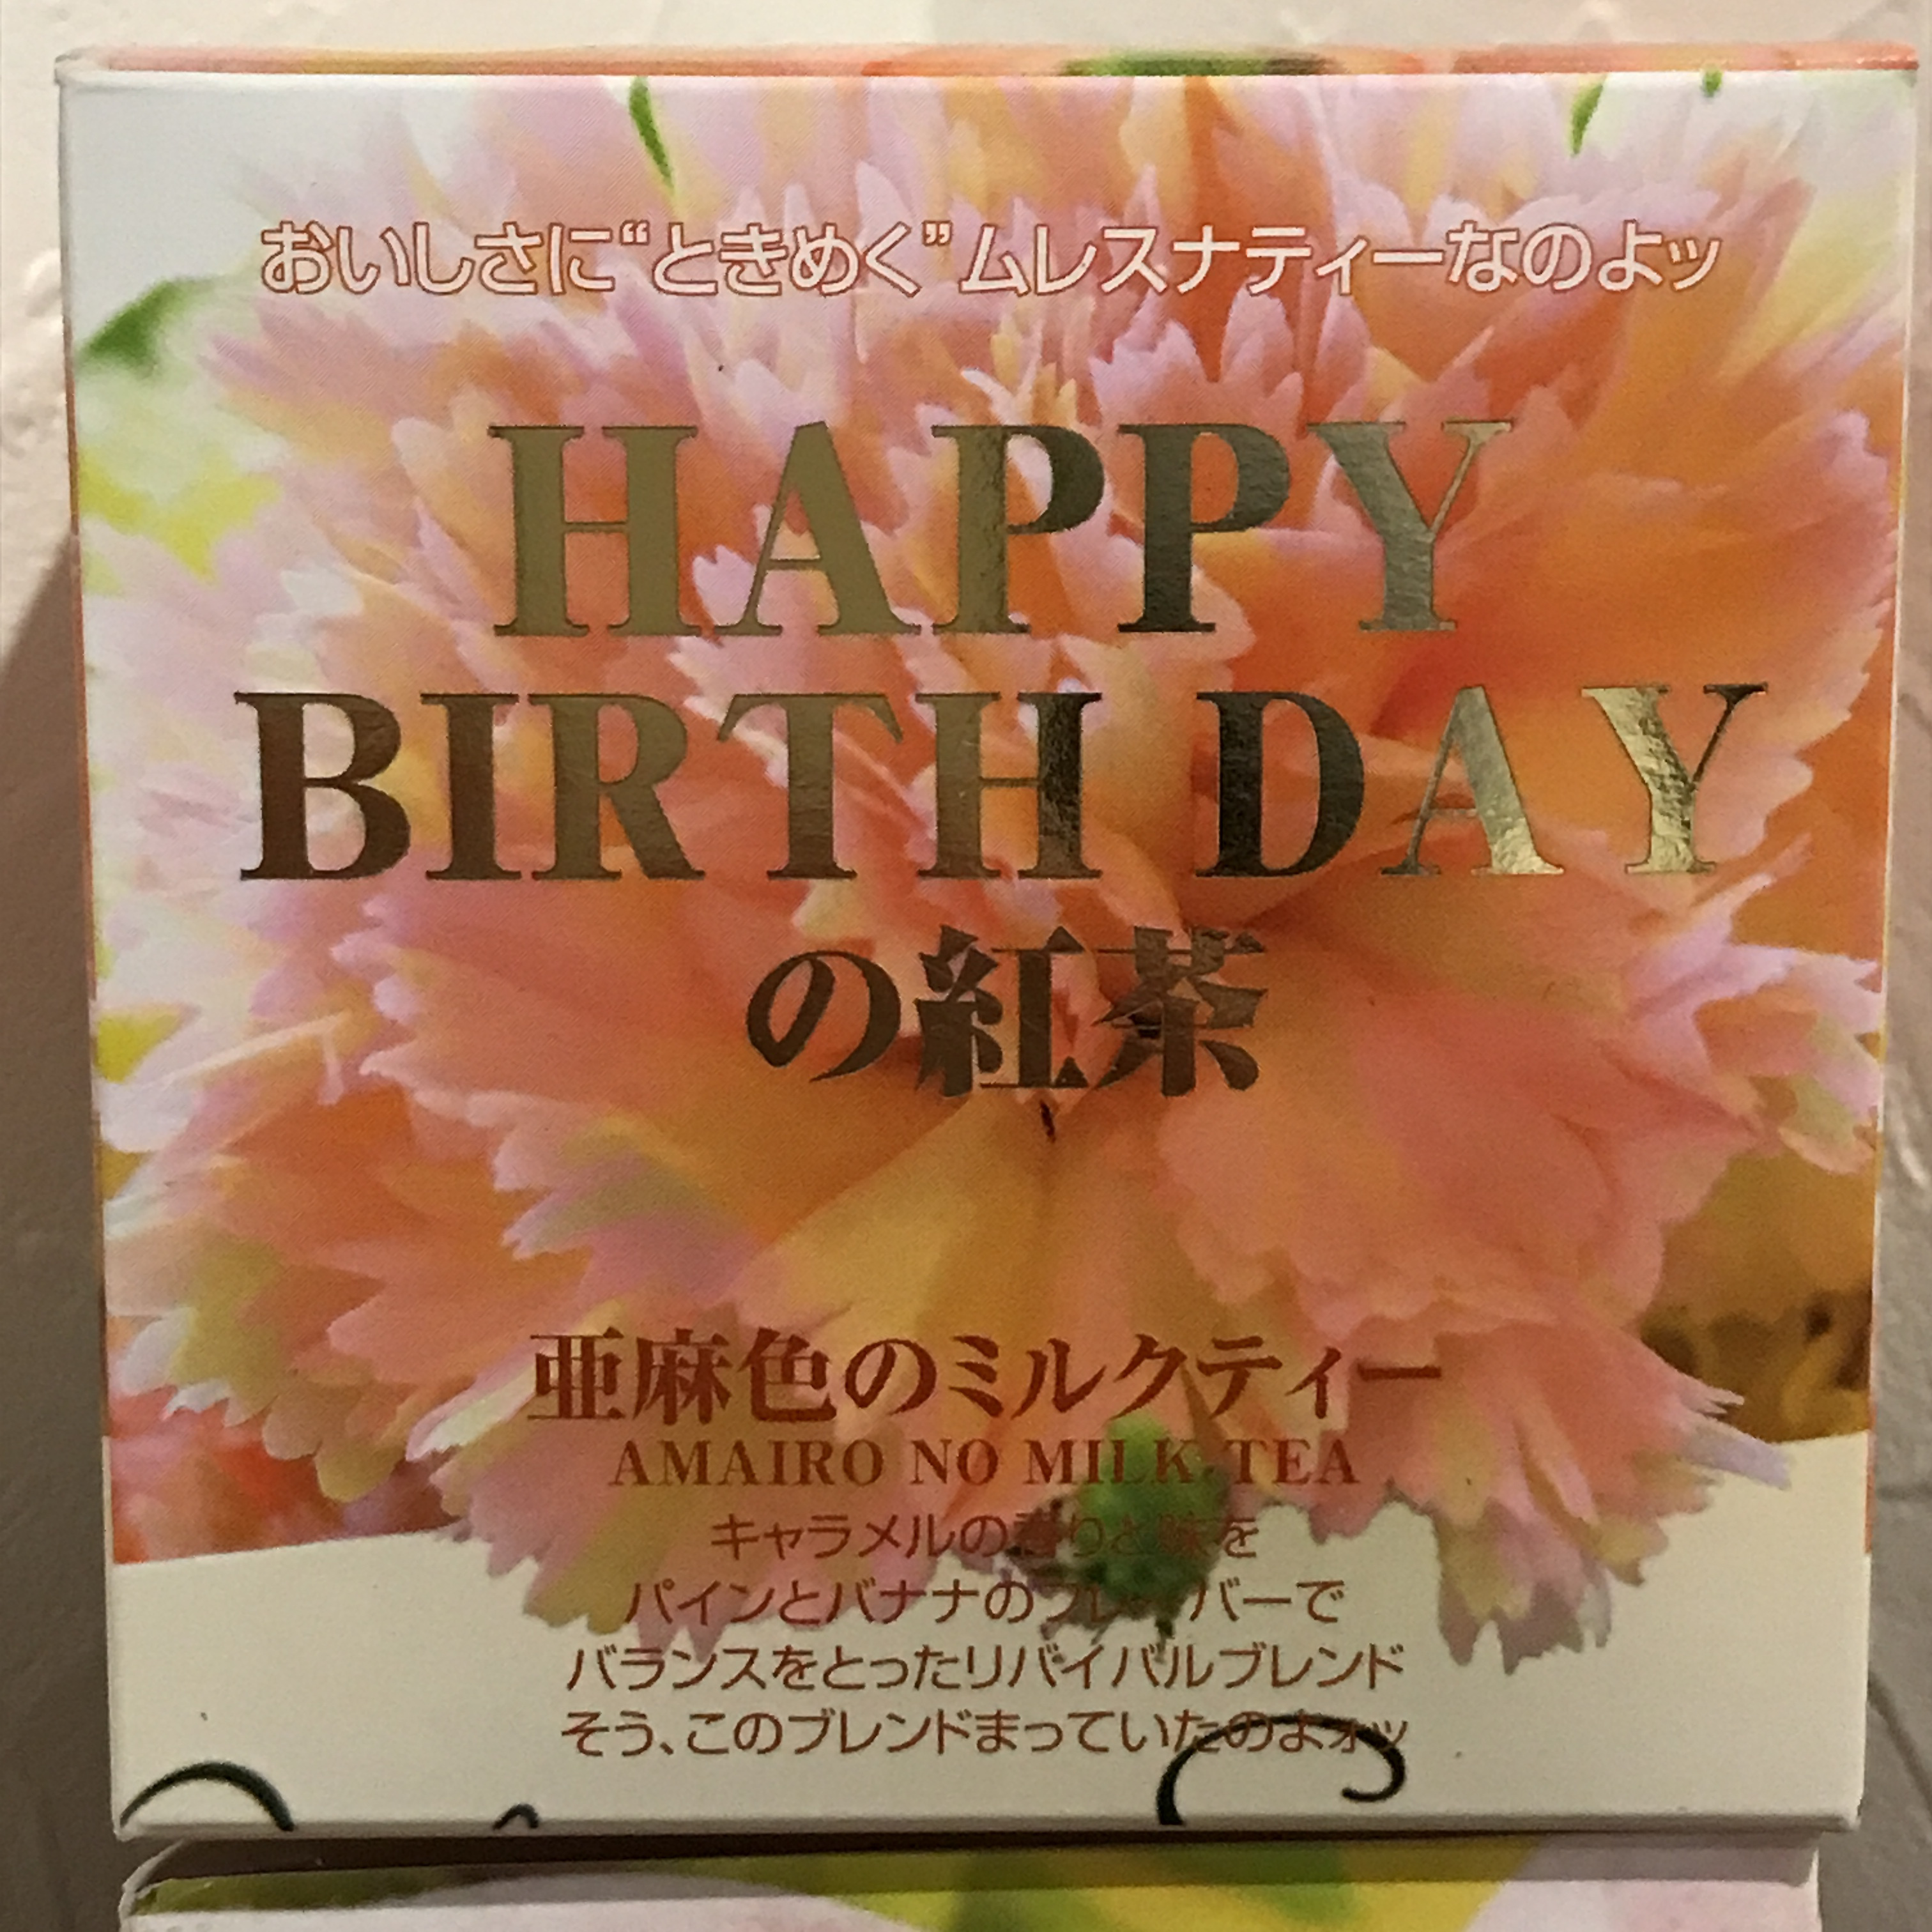 おいしさに“ときめく”ムレスナティーなのよッ
HAPPY
BIRTH DAY
の紅茶
亜麻色のミルクティー
AMAIRO NO MILK TEA
キャラメルの香りと味を
パインとバナナのフレーバーで
バランスをとったリバイバルブレンド
そう、このブレンドまっていたのよォッ